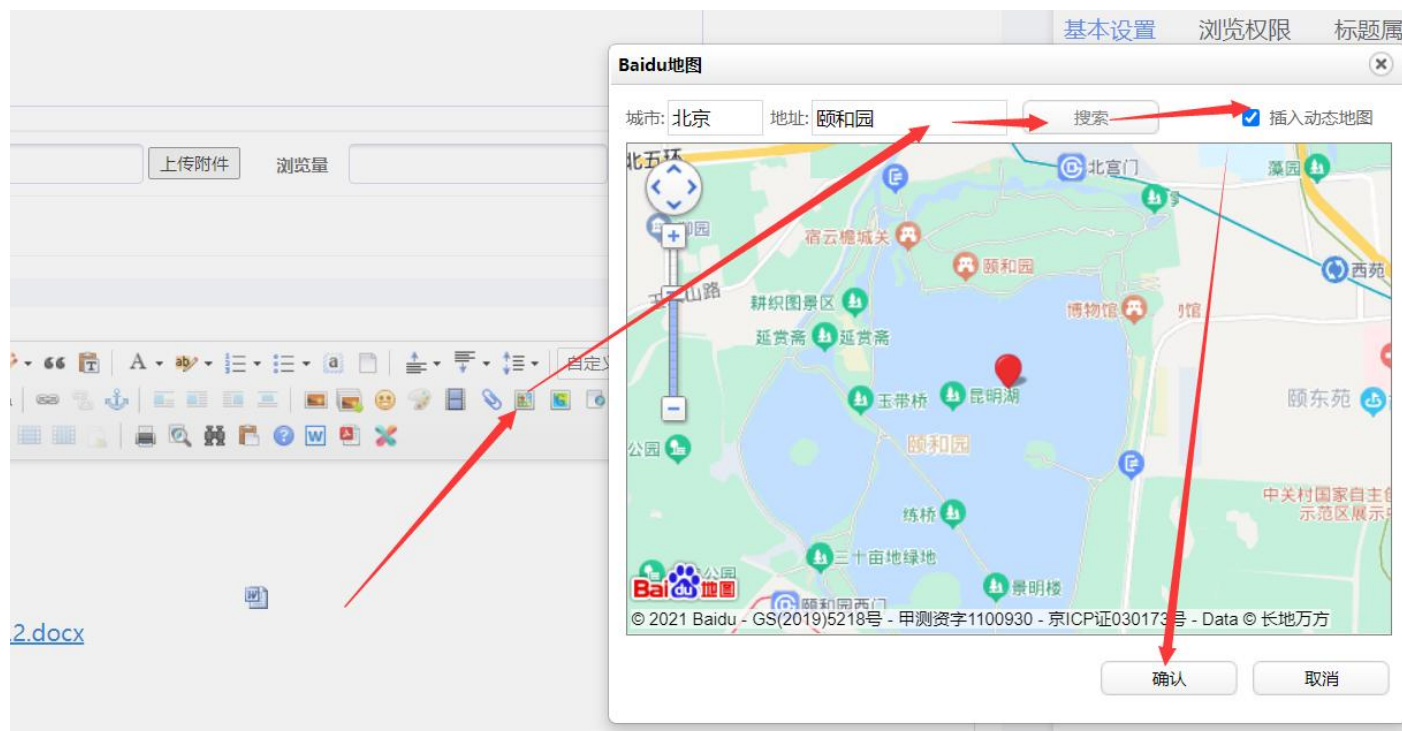 基本设置 浏览权限 标题属
Baidu地图
城市: 北京 地址: 颐和园 搜索 插入动态地图
上传附件 浏览量
北五环
北宫门
藻园
宿云檐城关
颐和园
西苑
耕织图景区
博物馆
延赏斋 延赏斋
自定义
玉带桥 昆明湖
颐东苑
公园
颐和园
练桥
中关村国家自主创
示范区展示中
三十亩地绿地
公园
景明楼
Baidu地图
颐和园西门
© 2021 Baidu - GS(2019)5218号 - 甲测资字1100930 - 京ICP证030173号 - Data © 长地万方
.2.docx
确认 取消